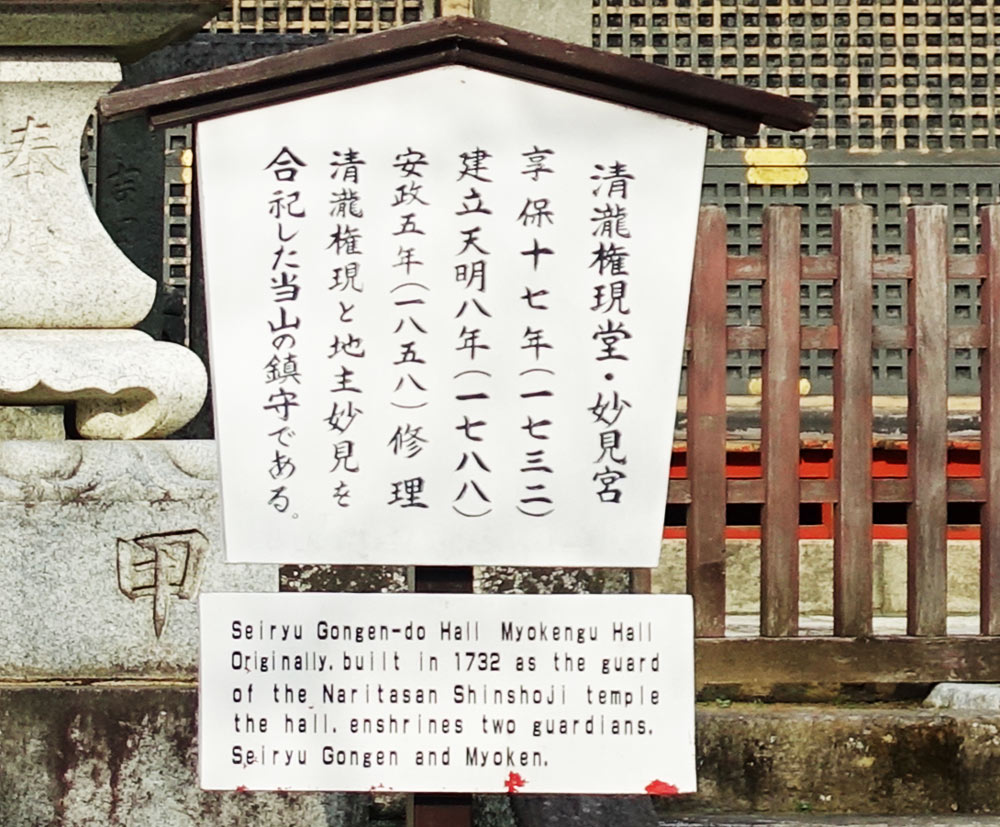 清瀧権現堂・妙見宮
享保十七年(一七三二)
建立天明八年(一七八八)
安政五年(一八五八)修理
清瀧権現と地主妙見を
合祀した当山の鎮守である。
Seiryu Gongen-do Hall Myokengu Hall
Originally. built in 1732 as the guard
of the Naritasan Shinshoji temple
the hall. enshrines two guardians.
Seiryu Gongen and Myoken.
奉
甲